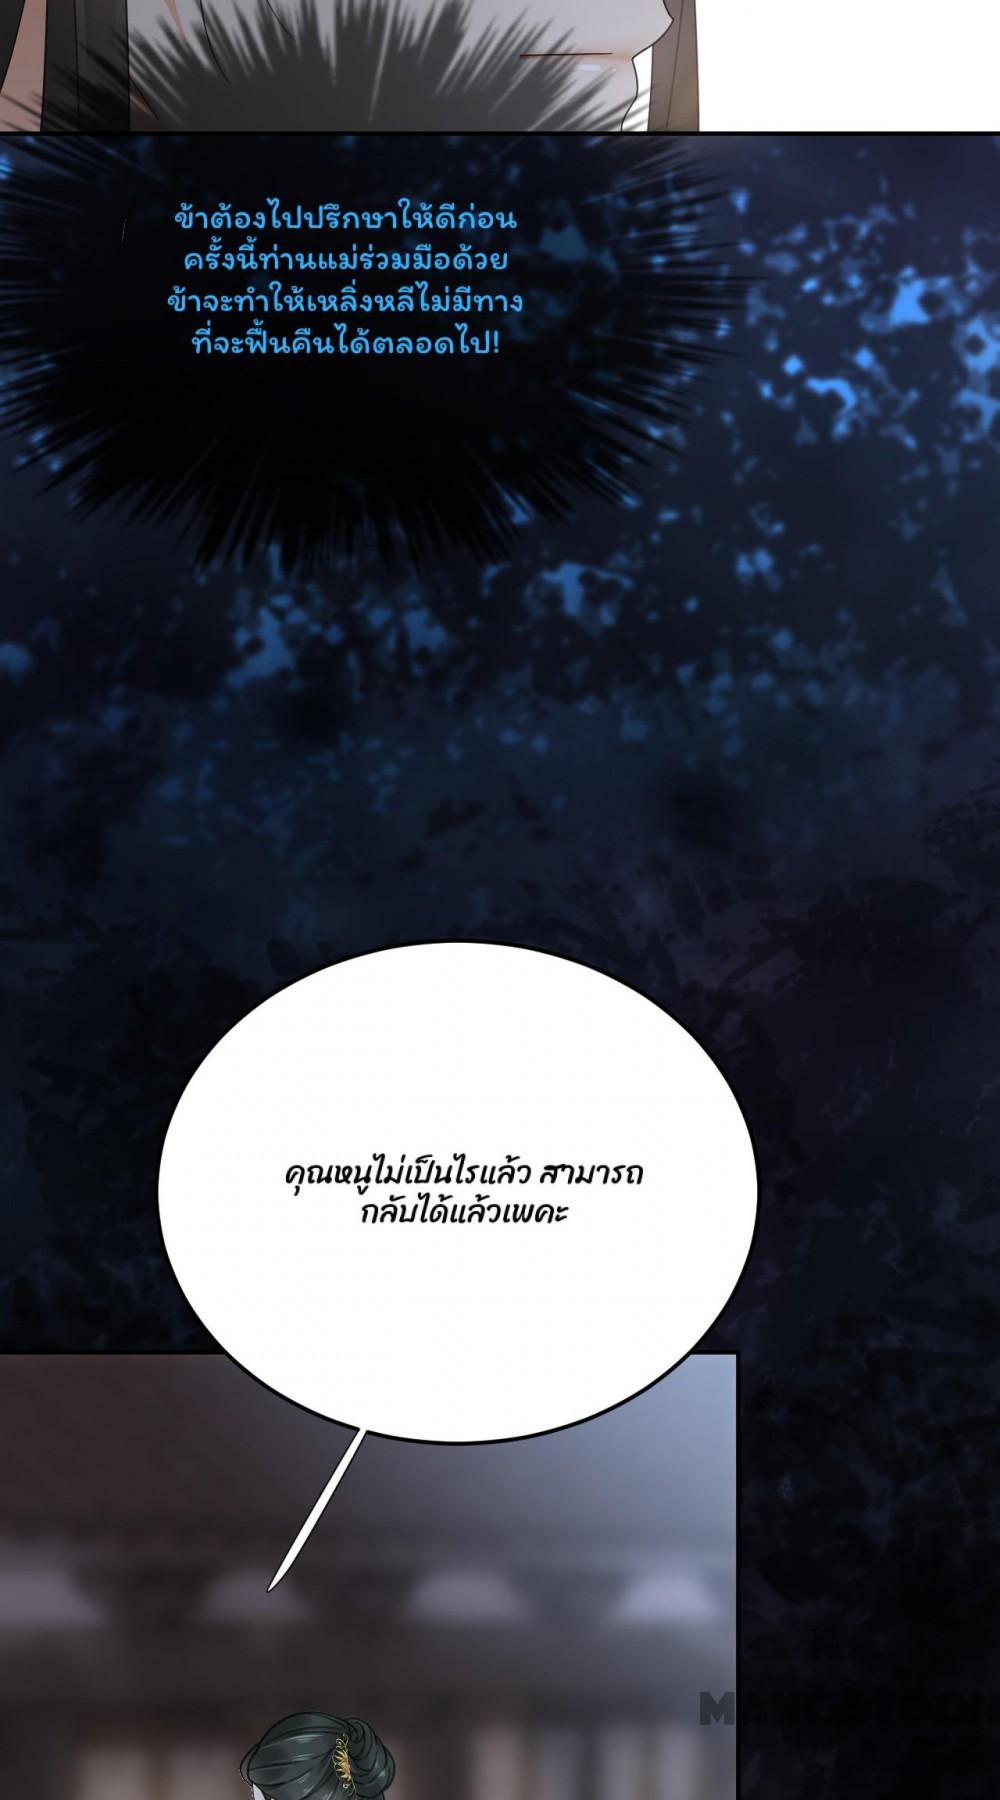 ข้าต้องไปปรึกษาให้ดีก่อน
ครั้งนี้ท่านแม่ร่วมมือด้วย
ข้าจะทำให้เหลิ่งหลีไม่มีทาง
ที่จะฟื้นคืนได้ตลอดไป!
คุณหนูไม่เป็นไรแล้ว สามารถ
กลับได้แล้วเพคะ
MANGATOON